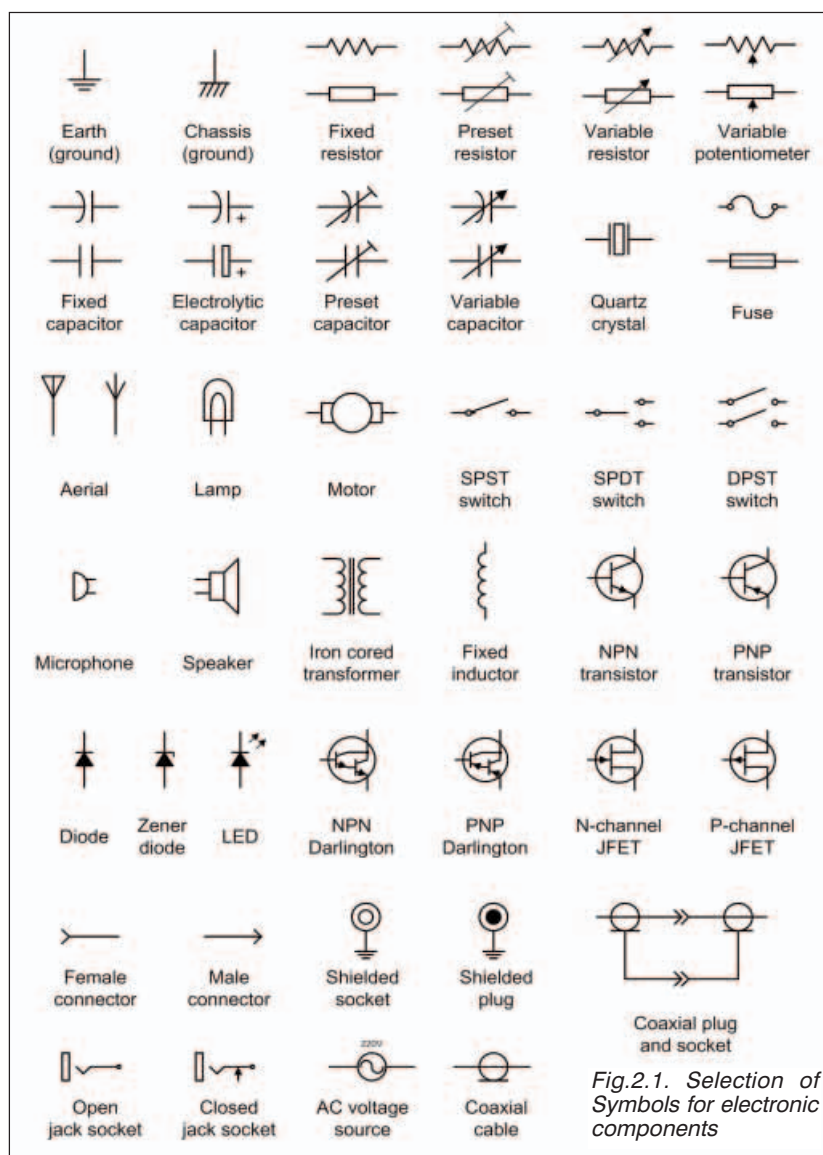 Earth
(ground)
Chassis
(ground)
Fixed
resistor
Preset
resistor
Variable
resistor
Variable
potentiometer
+
+
Fixed
capacitor
Electrolytic
capacitor
Preset
capacitor
Variable
capacitor
Quartz
crystal
Fuse
Aerial
Lamp
Motor
SPST
switch
SPDT
switch
DPST
switch
Microphone
Speaker
Iron cored
transformer
Fixed
inductor
NPN
transistor
PNP
transistor
Diode
Zener
diode
LED
NPN
Darlington
PNP
Darlington
N-channel
JFET
P-channel
JFET
Female
connector
Male
connector
Shielded
socket
Shielded
plug
Coaxial plug
and socket
Open
jack socket
Closed
jack socket
220V
AC voltage
source
Coaxial
cable
Fig.2.1. Selection of
Symbols for electronic
components